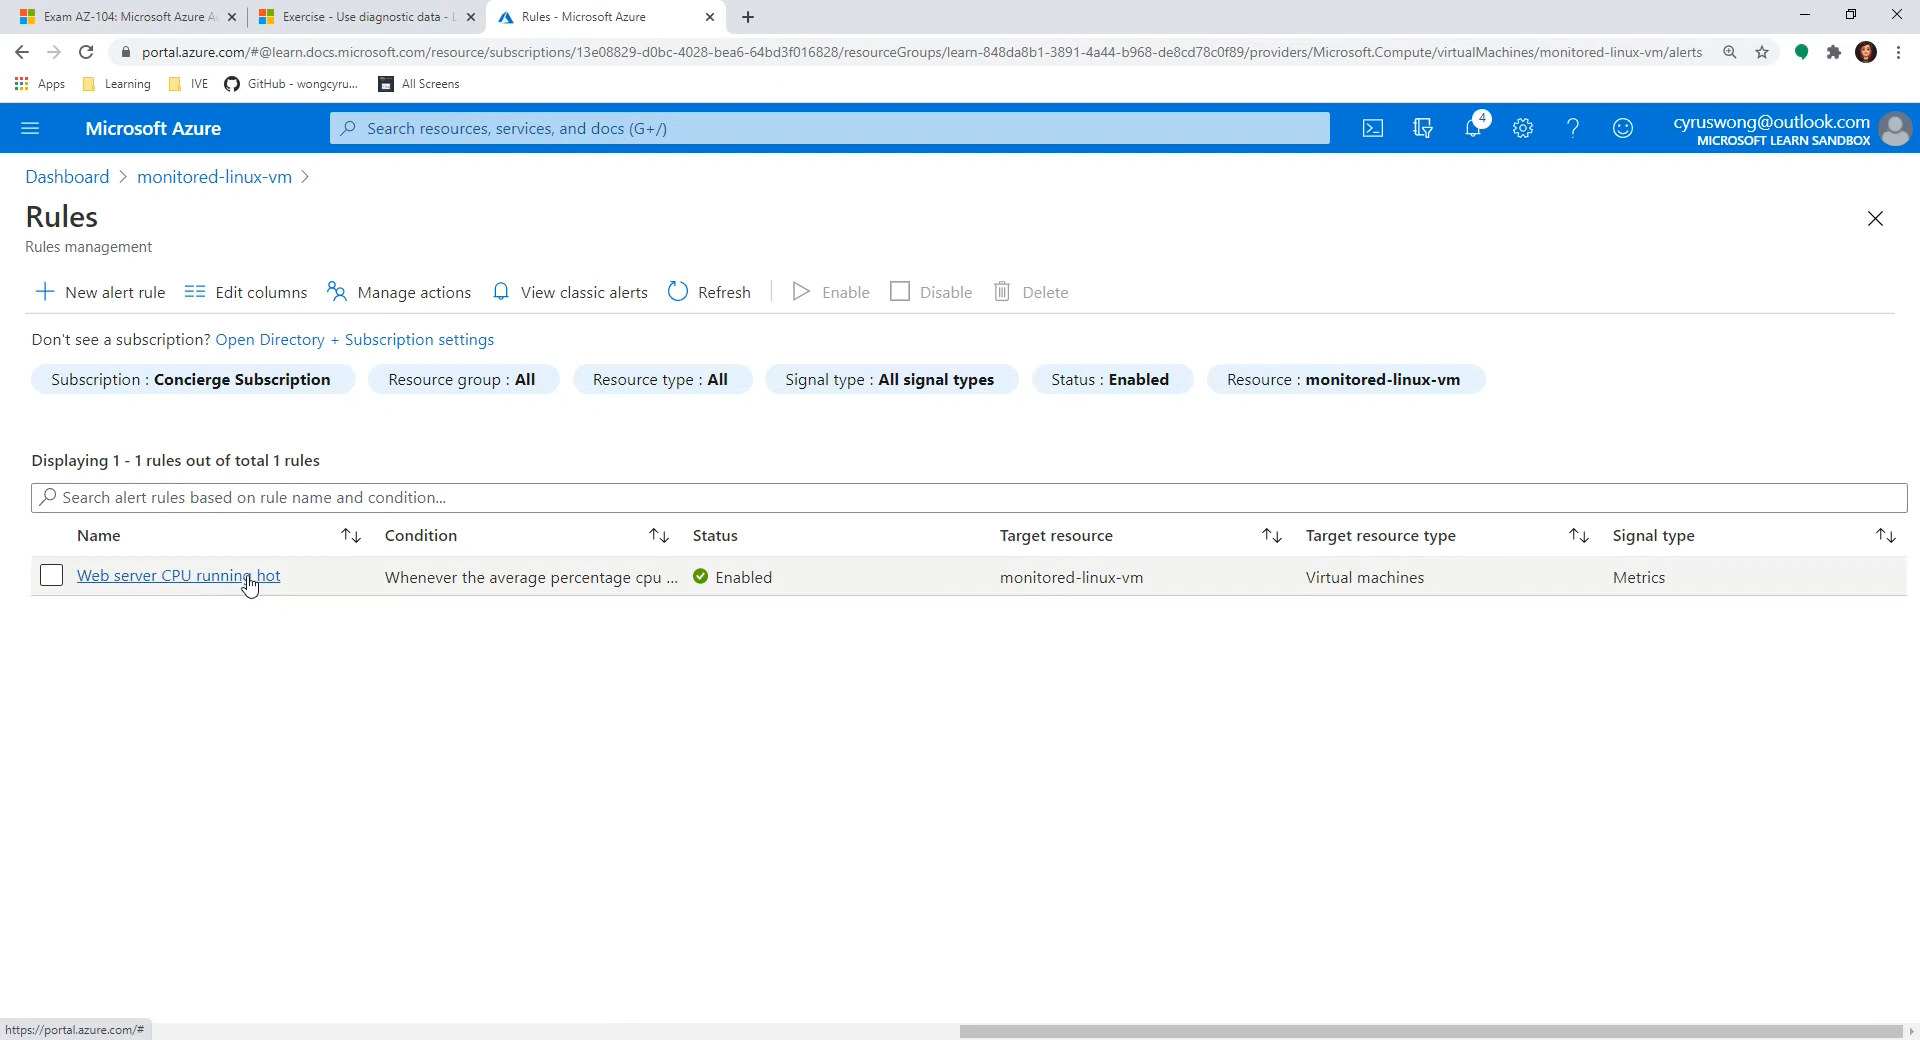 Exam AZ-104: Microsoft Azure A
Exercise - Use diagnostic data -
Rules - Microsoft Azure
portal.azure.com/#@learn.docs.microsoft.com/resource/subscriptions/13e08829-d0bc-4028-bea6-64bd3f016828/resourceGroups/learn-848da8b1-3891-4a44-b968-de8cd78c0f89/providers/Microsoft.Compute/virtualMachines/monitored-linux-vm/alerts
Apps Learning IVE GitHub - wongcyru... All Screens
Microsoft Azure
Search resources, services, and docs (G+/)
4
cyruswong@outlook.com
MICROSOFT LEARN SANDBOX
Dashboard > monitored-linux-vm >
Rules
Rules management
New alert rule Edit columns Manage actions View classic alerts Refresh Enable Disable Delete
Don't see a subscription? Open Directory + Subscription settings
Subscription : Concierge Subscription Resource group : All Resource type : All Signal type : All signal types Status : Enabled Resource : monitored-linux-vm
Displaying 1 - 1 rules out of total 1 rules
Search alert rules based on rule name and condition...
Name Condition Status Target resource Target resource type Signal type
Web server CPU running hot Whenever the average percentage cpu ... Enabled monitored-linux-vm Virtual machines Metrics
https://portal.azure.com/#